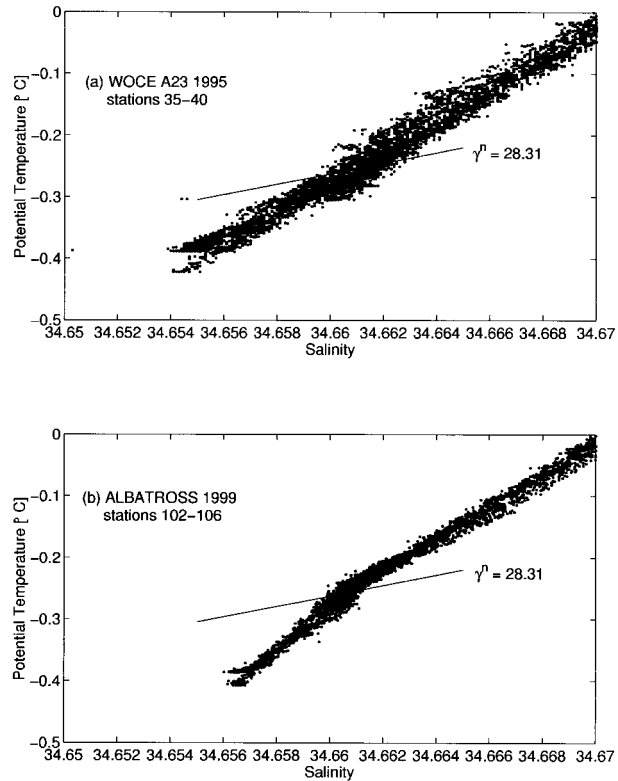 0
−0.1
−0.2
−0.3
−0.4
−0.5
Potential Temperature [° C]
(a) WOCE A23 1995
stations 35−40
γⁿ = 28.31
34.65 34.652 34.654 34.656 34.658 34.66 34.662 34.664 34.666 34.668 34.67
Salinity
0
−0.1
−0.2
−0.3
−0.4
−0.5
Potential Temperature [° C]
(b) ALBATROSS 1999
stations 102−106
γⁿ = 28.31
34.65 34.652 34.654 34.656 34.658 34.66 34.662 34.664 34.666 34.668 34.67
Salinity